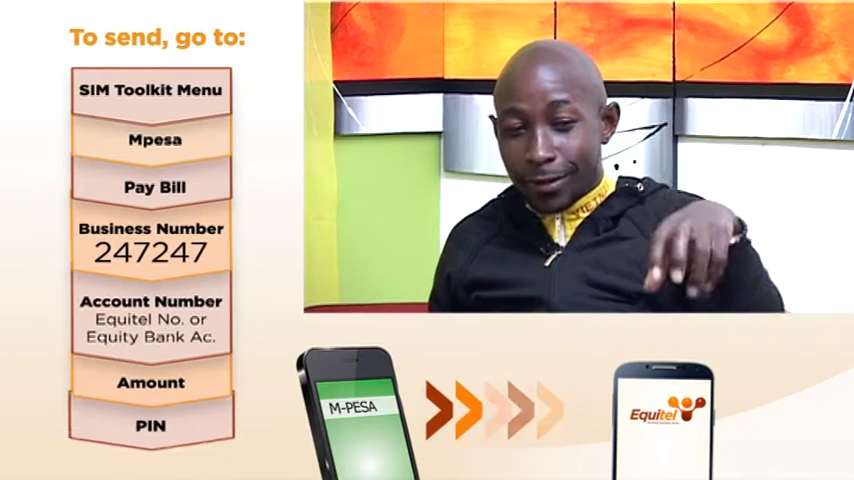 To send, go to:
SIM Toolkit Menu
Mpesa
Pay Bill
Business Number
247247
Account Number
Equitel No. or
Equity Bank Ac.
Amount
PIN
VIETN
M-PESA
Equitel